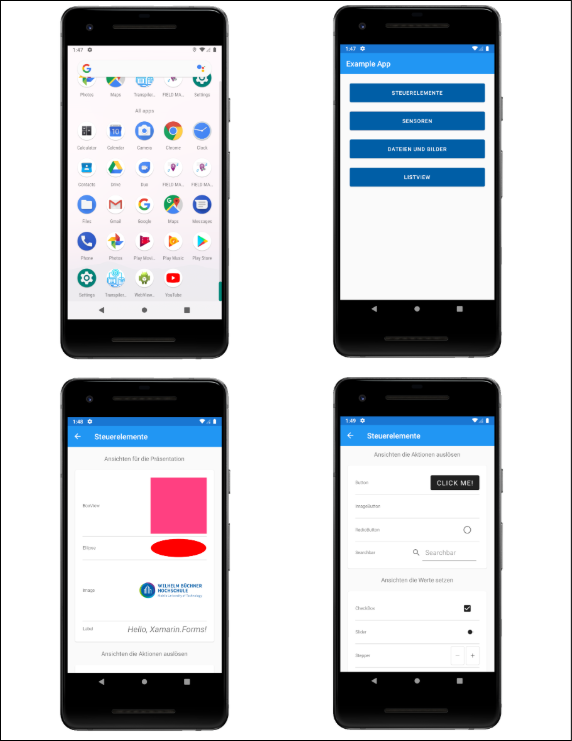 1:47
Photos Maps Transpare.. FIELD MA.. Settings
All apps
Calculator Calendar Camera Chrome Clock
Drive Duo FIELD MA.. FIELD MA..
Files Gmail Google Maps Messages
Phone Photos Play Movi.. Play Musi.. Play Store
Settings Transpare.. WebView.. YouTube
1:47
Example App
STEUERELEMENTE
SENSOREN
DATEIEN UND BILDER
LISTVIEW
1:48
Steuerelemente
Ansichten für die Präsentation
BoxView
Ellipse
Image
WILHELM BÜCHNER
HOCHSCHULE
Label
Hello, Xamarin.Forms!
Ansichten die Aktionen auslösen
1:49
Steuerelemente
Ansichten die Aktionen auslösen
Button
CLICK ME!
ImageButton
RadioButton
Searchbar
Searchbar
Ansichten die Werte setzen
CheckBox
Slider
Stepper
- +